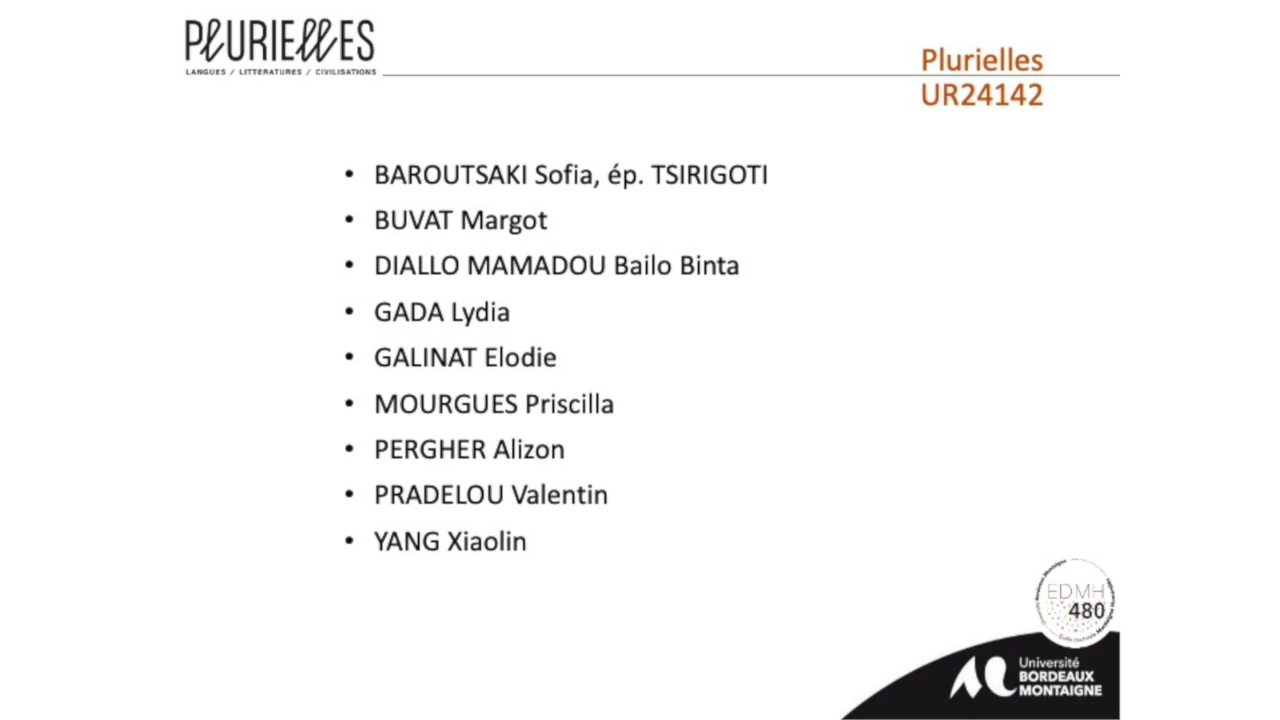 PLURIELLES
LANGUES / LITTÉRATURES / CIVILISATIONS
Plurielles
UR24142
• BAROUTSAKI Sofia, ép. TSIRIGOTI
• BUVAT Margot
• DIALLO MAMADOU Bailo Binta
• GADA Lydia
• GALINAT Elodie
• MOURGUES Priscilla
• PERGHER Alizon
• PRADELOU Valentin
• YANG Xiaolin
EDMH
480
Université
BORDEAUX
MONTAIGNE